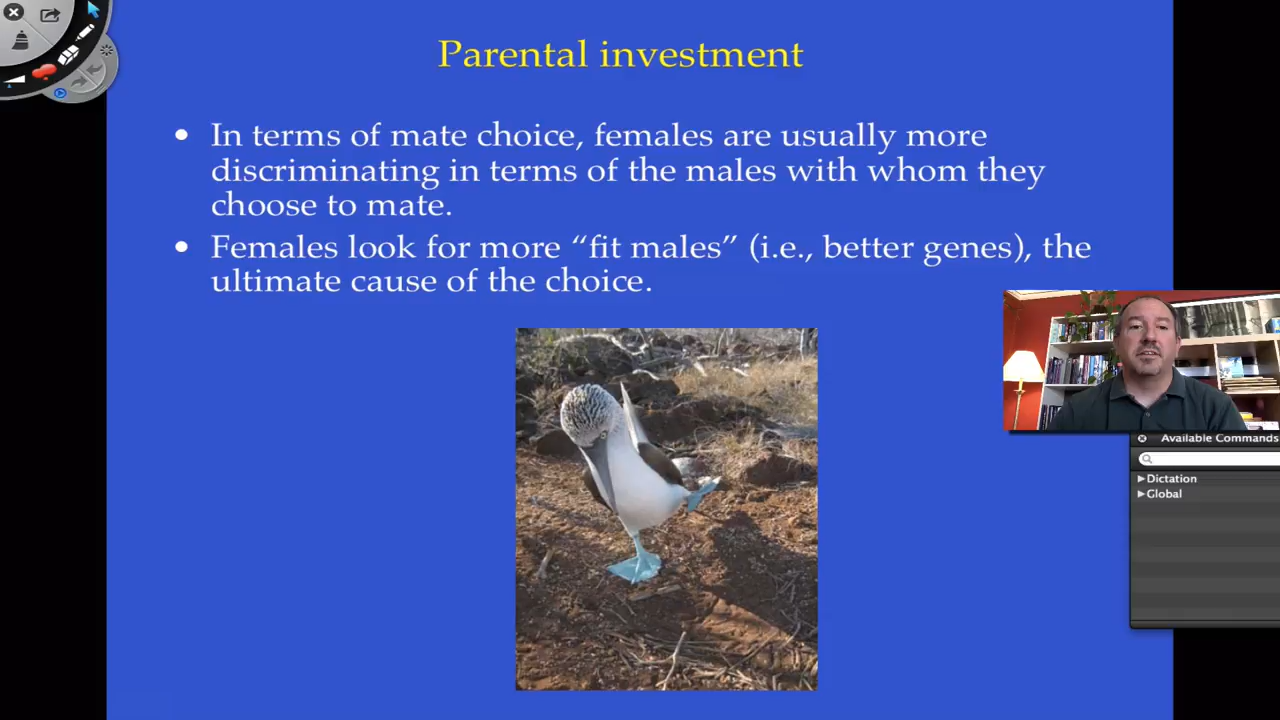 Parental investment
• In terms of mate choice, females are usually more
discriminating in terms of the males with whom they
choose to mate.
• Females look for more “fit males” (i.e., better genes), the
ultimate cause of the choice.
Available Commands
Dictation
Global